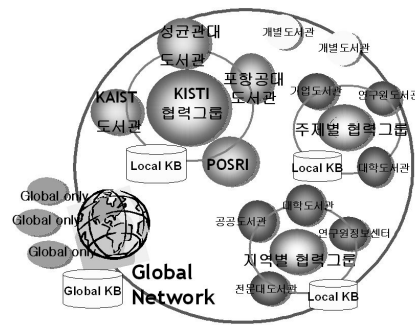 성균관대
도서관
개별도서관
개별도서관
포항공대
도서관
KISTI
협력그룹
KAIST
도서관
Local KB
POSRI
기업도서관
연구원도서관
주제별 협력그룹
Local KB
대학도서관
Global only
Global only
Global only
Global KB
Global
Network
대학도서관
공공도서관
연구원정보센터
지역별 협력그룹
전문대도서관
Local KB